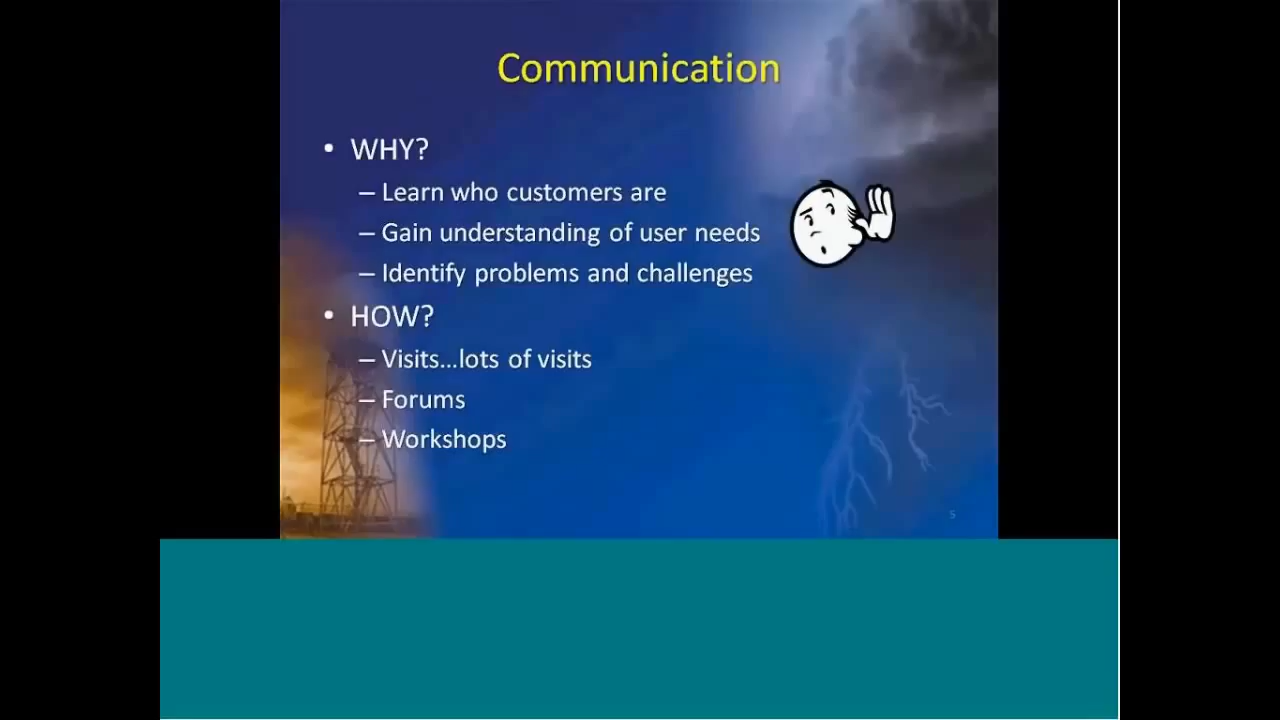 Communication
• WHY?
– Learn who customers are
– Gain understanding of user needs
– Identify problems and challenges
• HOW?
– Visits...lots of visits
– Forums
– Workshops
5